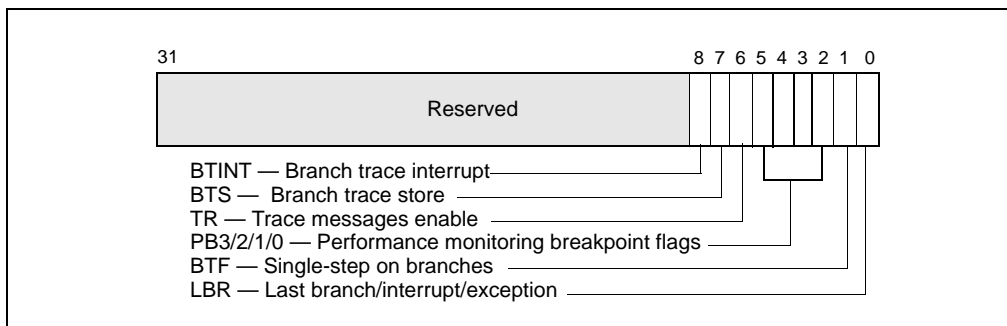 31 8 7 6 5 4 3 2 1 0
Reserved
BTINT — Branch trace interrupt
BTS — Branch trace store
TR — Trace messages enable
PB3/2/1/0 — Performance monitoring breakpoint flags
BTF — Single-step on branches
LBR — Last branch/interrupt/exception